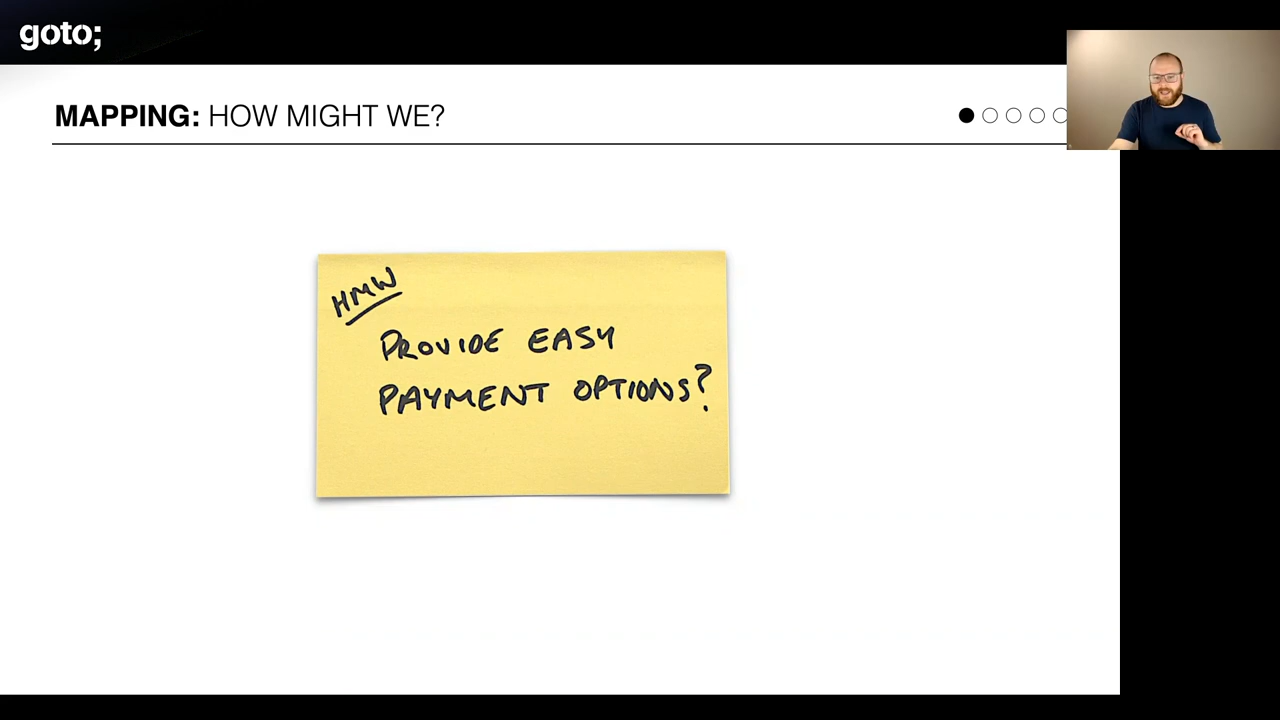 goto;
MAPPING: HOW MIGHT WE?
HMW
PROVIDE EASY
PAYMENT OPTIONS?